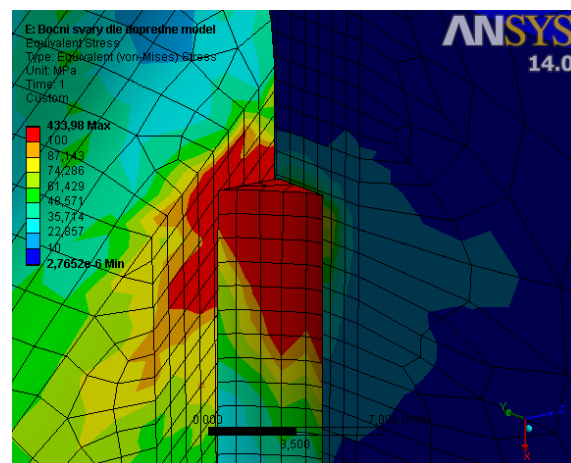 E: Bocni svary dle dopredne model
Equivalent Stress
Type: Equivalent (von-Mises) Stress
Unit: MPa
Time: 1
Custom
433,98 Max
100
87,143
74,286
61,429
48,571
35,714
22,857
10
2,7652e-6 Min
ANSYS
14.0
0,000
7,000
3,500
Y
Z
X